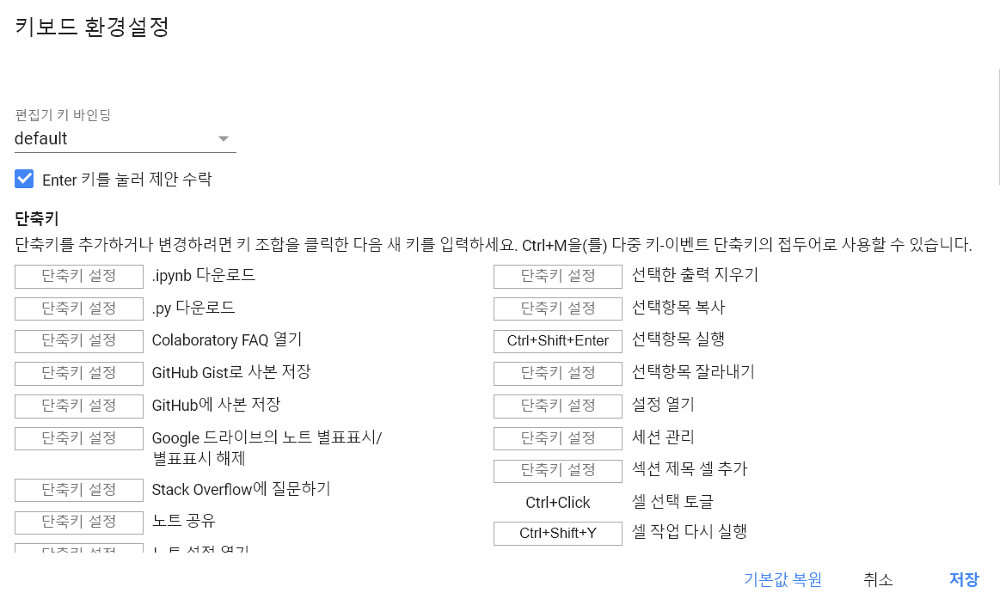 키보드 환경설정
편집기 키 바인딩
default
Enter 키를 눌러 제안 수락
단축키
단축키를 추가하거나 변경하려면 키 조합을 클릭한 다음 새 키를 입력하세요. Ctrl+M을(를) 다중 키-이벤트 단축키의 접두어로 사용할 수 있습니다.
단축키 설정 .ipynb 다운로드
단축키 설정 .py 다운로드
단축키 설정 Colaboratory FAQ 열기
단축키 설정 GitHub Gist로 사본 저장
단축키 설정 GitHub에 사본 저장
단축키 설정 Google 드라이브의 노트 별표표시/
별표표시 해제
단축키 설정 Stack Overflow에 질문하기
단축키 설정 노트 공유
단축키 설정 노트 설정 열기
단축키 설정 선택한 출력 지우기
단축키 설정 선택항목 복사
Ctrl+Shift+Enter 선택항목 실행
단축키 설정 선택항목 잘라내기
단축키 설정 설정 열기
단축키 설정 세션 관리
단축키 설정 섹션 제목 셀 추가
Ctrl+Click 셀 선택 토글
Ctrl+Shift+Y 셀 작업 다시 실행
기본값 복원 취소 저장